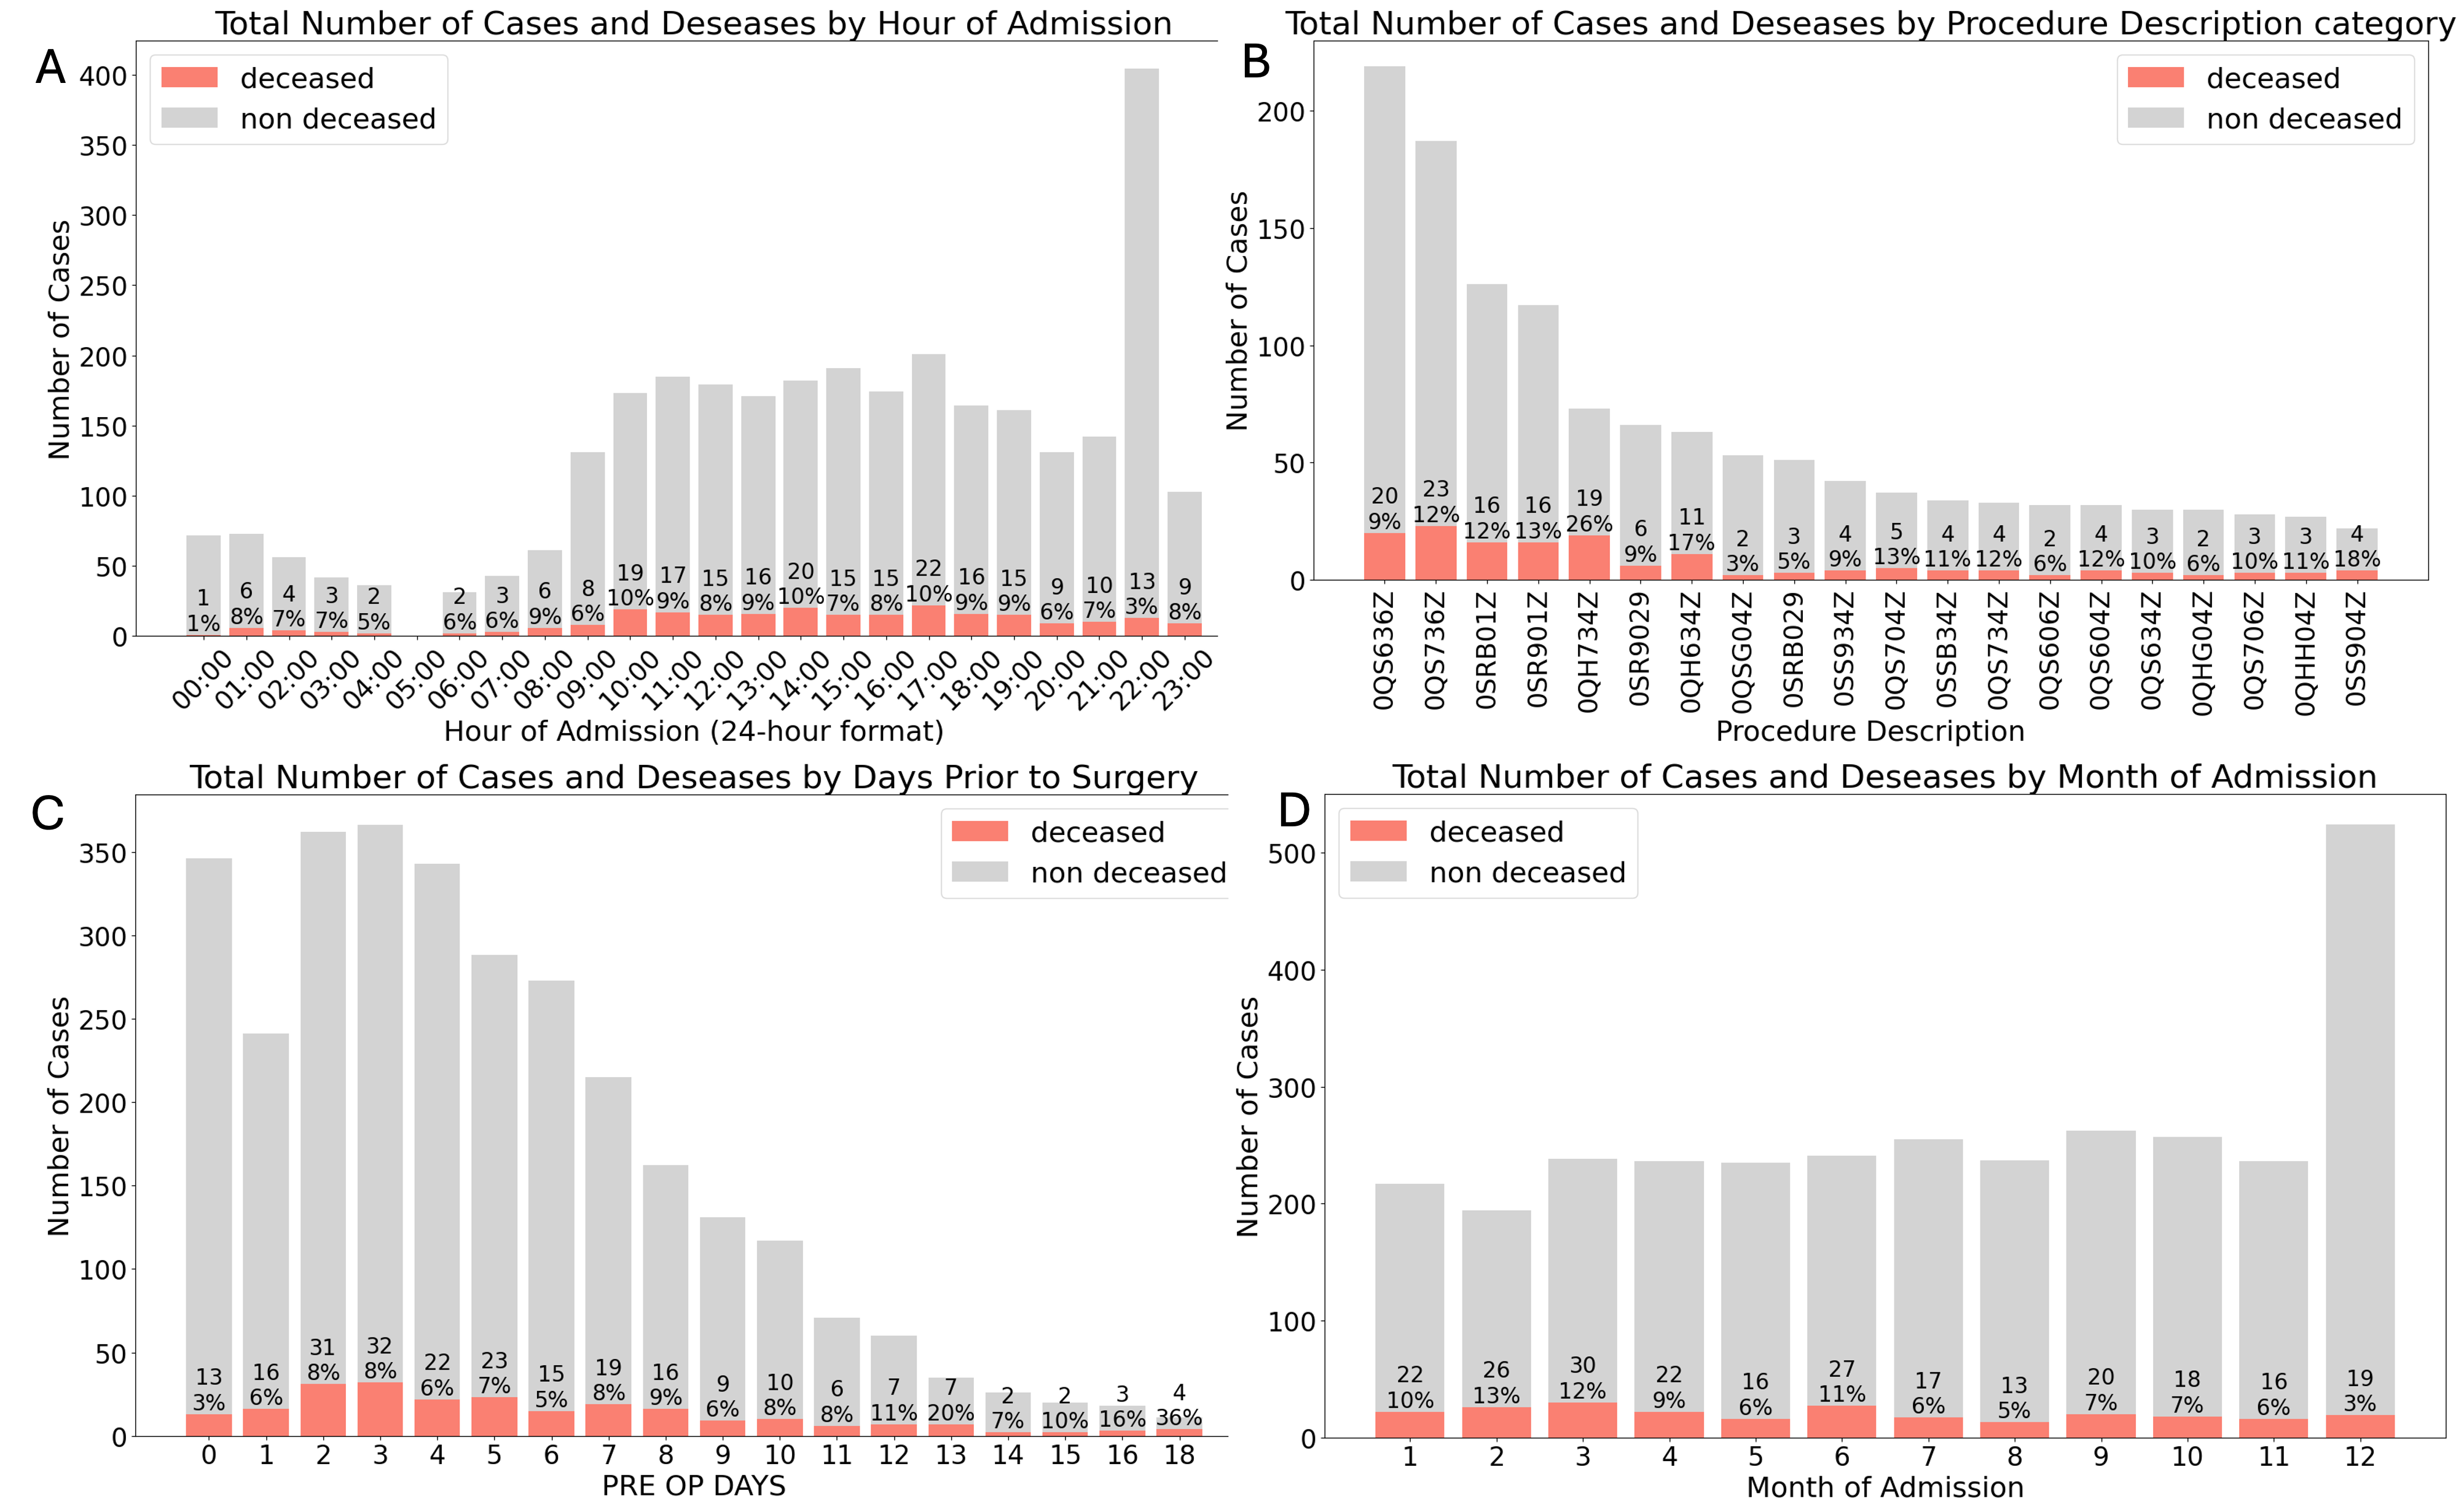 Total Number of Cases and Deseases by Hour of Admission
A
deceased
non deceased
Number of Cases
400
350
300
250
200
150
100
50
0
1 6 4 3 2 2 3 6 8 19 17 15 16 20 15 15 22 16 15 9 10 13 9
1% 8% 7% 7% 5% 6% 6% 9% 6% 10% 9% 8% 9% 10% 7% 8% 10% 9% 9% 6% 7% 3% 8%
00:00 01:00 02:00 03:00 04:00 05:00 06:00 07:00 08:00 09:00 10:00 11:00 12:00 13:00 14:00 15:00 16:00 17:00 18:00 19:00 20:00 21:00 22:00 23:00
Hour of Admission (24-hour format)
Total Number of Cases and Deseases by Procedure Description category
B
deceased
non deceased
Number of Cases
200
150
100
50
0
20 23 16 16 19 6 11 2 3 4 5 4 4 2 4 3 2 3 3 4
9% 12% 12% 13% 26% 9% 17% 3% 5% 9% 13% 11% 12% 6% 12% 10% 6% 10% 11% 18%
0QS636Z 0QS736Z 0SRB01Z 0SR901Z 0QH734Z 0SR9029 0QH634Z 0QSG04Z 0SRB029 0SS934Z 0QS704Z 0SSB34Z 0QS734Z 0QS606Z 0QS604Z 0QS634Z 0QHG04Z 0QS706Z 0QHH04Z 0SS904Z
Procedure Description
Total Number of Cases and Deseases by Days Prior to Surgery
C
deceased
non deceased
Number of Cases
350
300
250
200
150
100
50
0
13 16 31 32 22 23 15 19 16 9 10 6 7 7 2 2 3 4
3% 6% 8% 8% 6% 7% 5% 8% 9% 6% 8% 8% 11% 20% 7% 10% 16% 36%
0 1 2 3 4 5 6 7 8 9 10 11 12 13 14 15 16 18
PRE OP DAYS
Total Number of Cases and Deseases by Month of Admission
D
deceased
non deceased
Number of Cases
500
400
300
200
100
0
22 26 30 22 16 27 17 13 20 18 16 19
10% 13% 12% 9% 6% 11% 6% 5% 7% 7% 6% 3%
1 2 3 4 5 6 7 8 9 10 11 12
Month of Admission